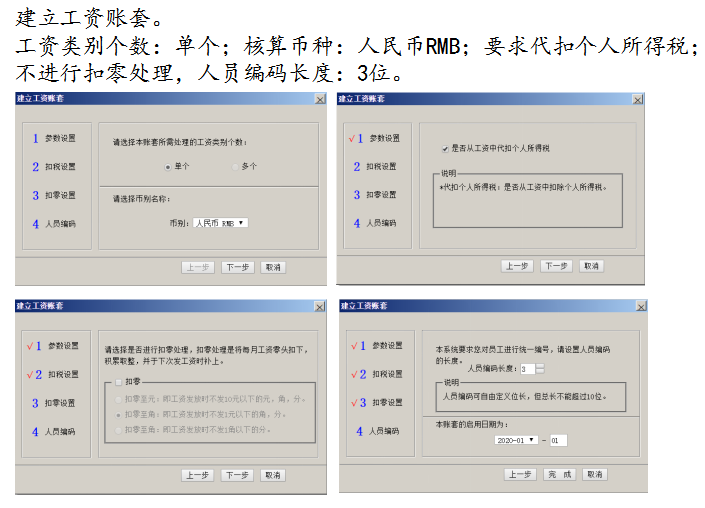 建立工资账套。
工资类别个数：单个；核算币种：人民币RMB；要求代扣个人所得税；
不进行扣零处理，人员编码长度：3位。
建立工资账套
1 参数设置
2 扣税设置
3 扣零设置
4 人员编码
请选择本账套所需处理的工资类别个数：
单个 多个
请选择币别名称：
币别： 人民币 RMB
上一步 下一步 取消
建立工资账套
√1 参数设置
2 扣税设置
3 扣零设置
4 人员编码
是否从工资中代扣个人所得税
说明
*代扣个人所得税：是否从工资中扣除个人所得税。
上一步 下一步 取消
建立工资账套
√1 参数设置
√2 扣税设置
3 扣零设置
4 人员编码
请选择是否进行扣零处理，扣零处理是将每月工资零头扣下，
积累取整，并于下次发工资时补上。
扣零
扣零至元：即工资发放时不发10元以下的元，角，分。
扣零至角：即工资发放时不发1元以下的角，分。
扣零至角：即工资发放时不发1角以下的分。
上一步 下一步 取消
建立工资账套
√1 参数设置
√2 扣税设置
√3 扣零设置
4 人员编码
本系统要求您对员工进行统一编号，请设置人员编码
的长度。
人员编码长度：3
说明
人员编码可自由定义位长，但总长不能超过10位。
本账套的启用日期为：
2020-01 - 01
上一步 完 成 取消